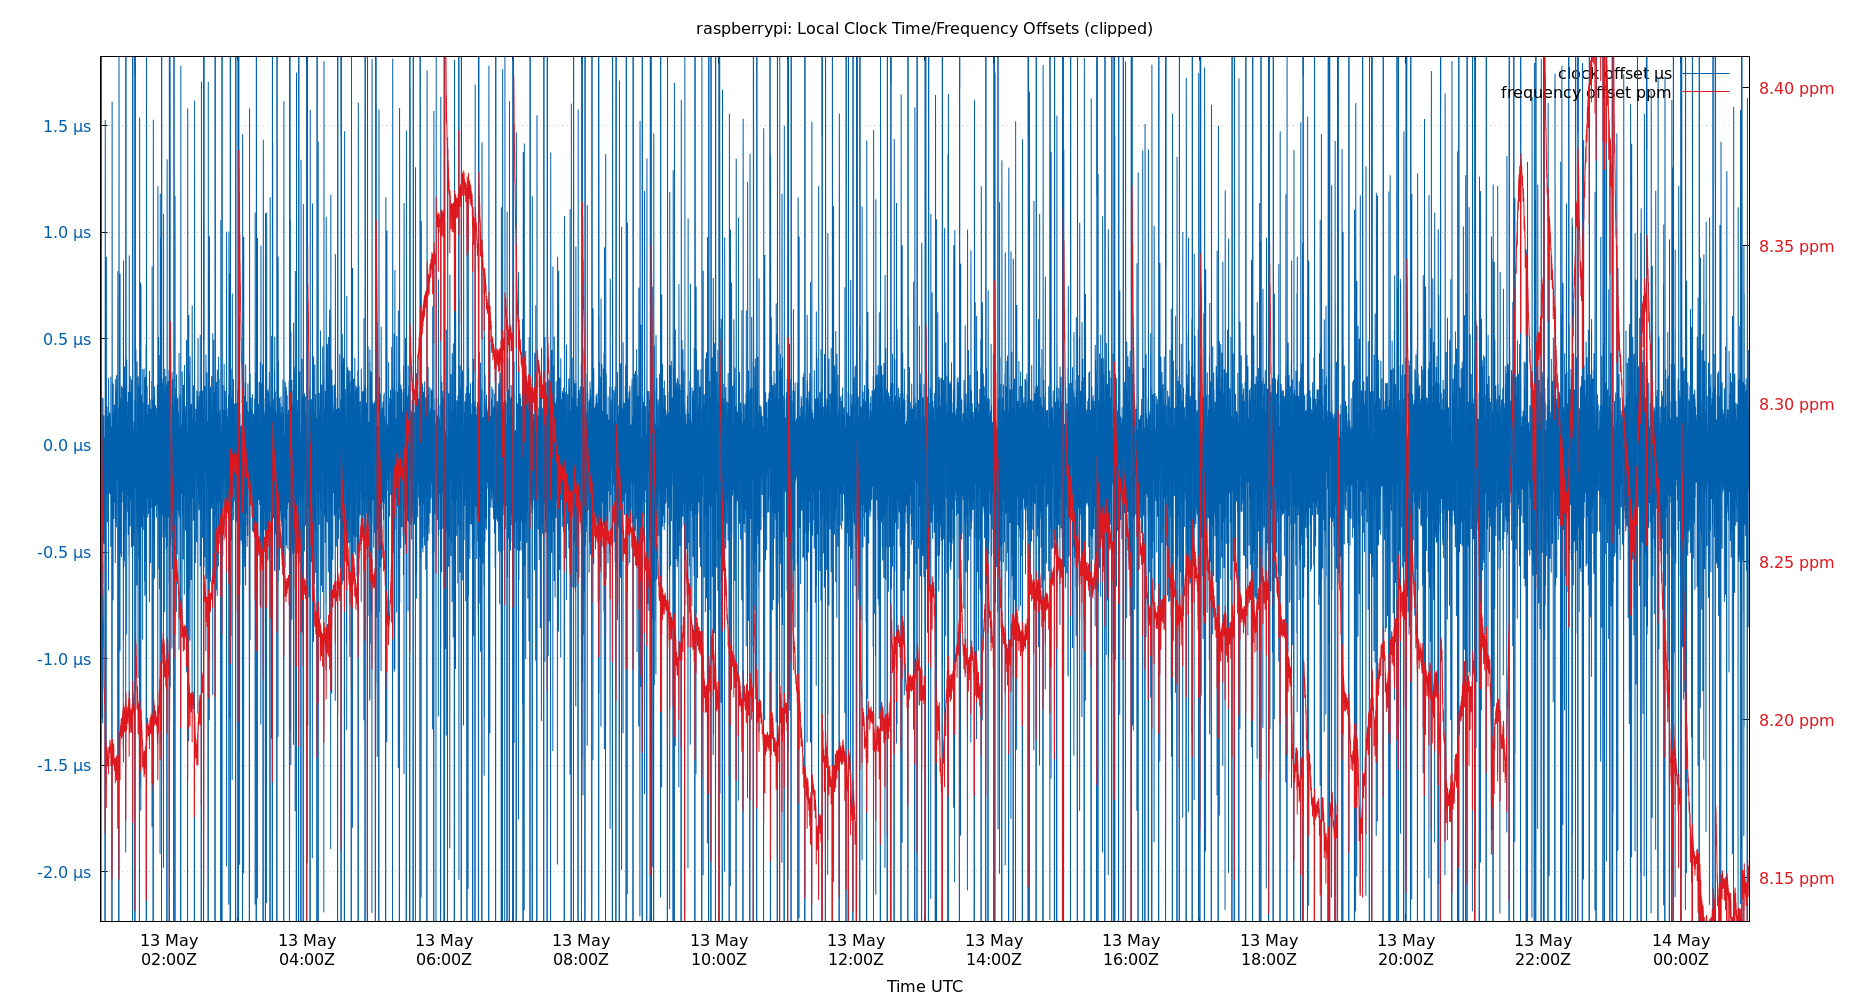 raspberrypi: Local Clock Time/Frequency Offsets (clipped)
clock offset µs
frequency offset ppm
1.5 µs
1.0 µs
0.5 µs
0.0 µs
-0.5 µs
-1.0 µs
-1.5 µs
-2.0 µs
8.40 ppm
8.35 ppm
8.30 ppm
8.25 ppm
8.20 ppm
8.15 ppm
13 May 13 May 13 May 13 May 13 May 13 May 13 May 13 May 13 May 13 May 13 May 14 May
02:00Z 04:00Z 06:00Z 08:00Z 10:00Z 12:00Z 14:00Z 16:00Z 18:00Z 20:00Z 22:00Z 00:00Z
Time UTC